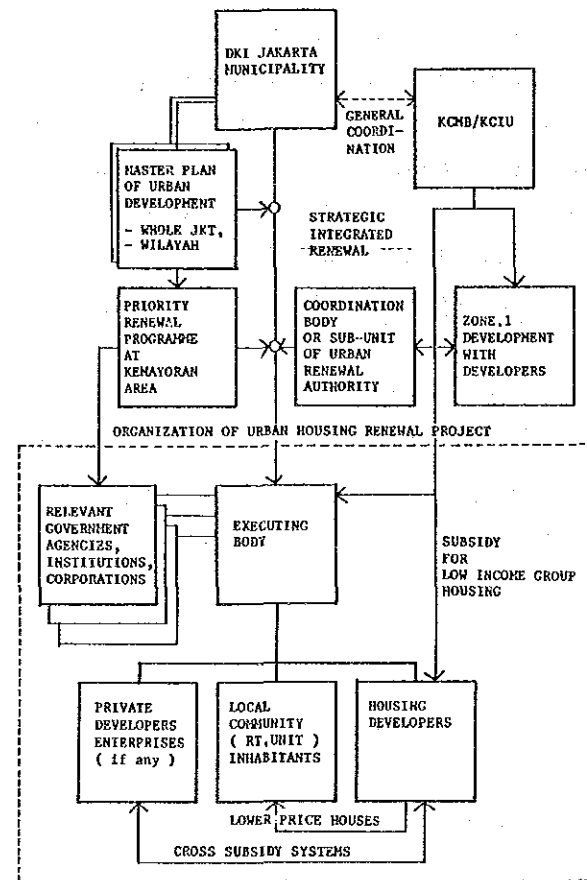 DKI JAKARTA
MUNICIPALITY
GENERAL
COORDI-
NATION
KCMB/KCIU
MASTER PLAN
OF URBAN
DEVELOPMENT
- WHOLE JKT,
- WILAYAH
STRATEGIC
INTEGRATED
RENEWAL
PRIORITY
RENEWAL
PROGRAMME
AT
KEMAYORAN
AREA
COORDINATION
BODY
OR SUB-UNIT
OF URBAN
RENEWAL
AUTHORITY
ZONE.1
DEVELOPMENT
WITH
DEVELOPERS
ORGANIZATION OF URBAN HOUSING RENEWAL PROJECT
RELEVANT
GOVERNMENT
AGENCIZS,
INSTITUTIONS,
CORPORATIONS
EXECUTING
BODY
SUBSIDY
FOR
LOW INCOME GROUP
HOUSING
PRIVATE
DEVELOPERS
ENTERPRISES
( if any )
LOCAL
COMMUNITY
( RT,UNIT )
INHABITANTS
HOUSING
DEVELOPERS
LOWER PRICE HOUSES
CROSS SUBSIDY SYSTEMS